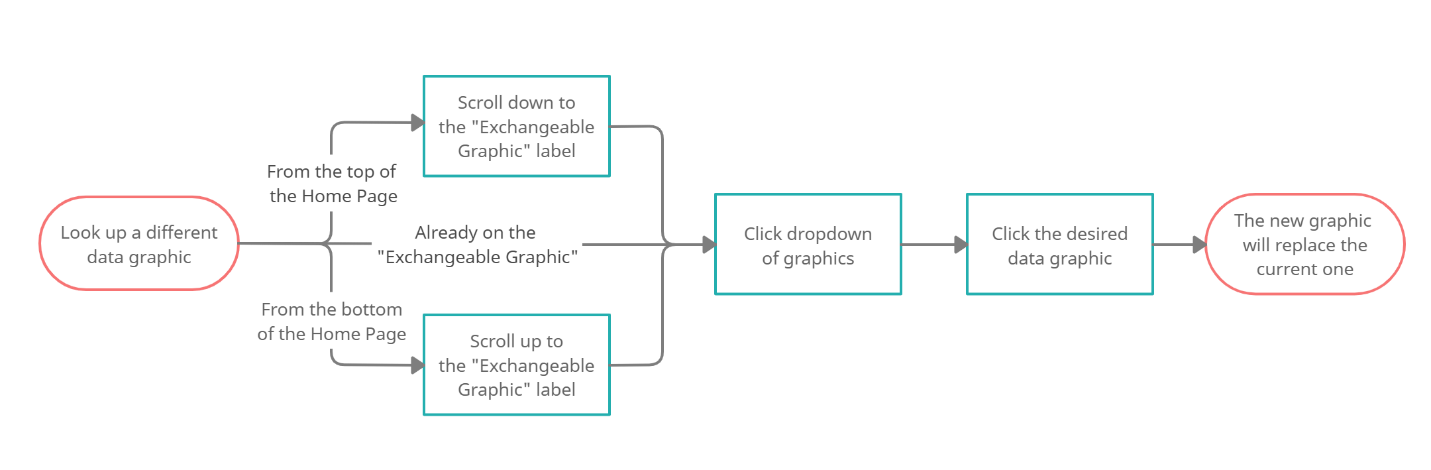 Look up a different
data graphic
From the top of
the Home Page
Scroll down to
the "Exchangeable
Graphic" label
Already on the
"Exchangeable Graphic"
From the bottom
of the Home Page
Scroll up to
the "Exchangeable
Graphic" label
Click dropdown
of graphics
Click the desired
data graphic
The new graphic
will replace the
current one